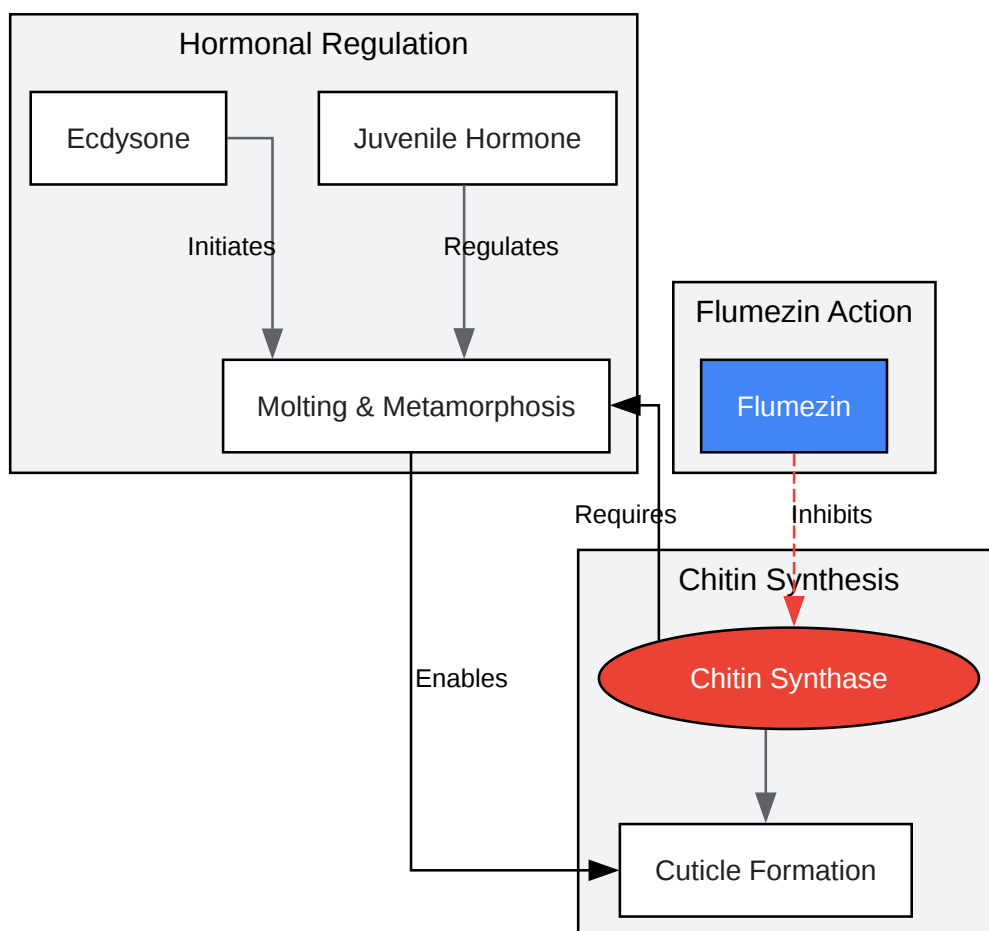 Hormonal Regulation
Ecdysone
Juvenile Hormone
Initiates
Regulates
Flumezin Action
Molting & Metamorphosis
Flumezin
Requires
Inhibits
Chitin Synthesis
Enables
Chitin Synthase
Cuticle Formation